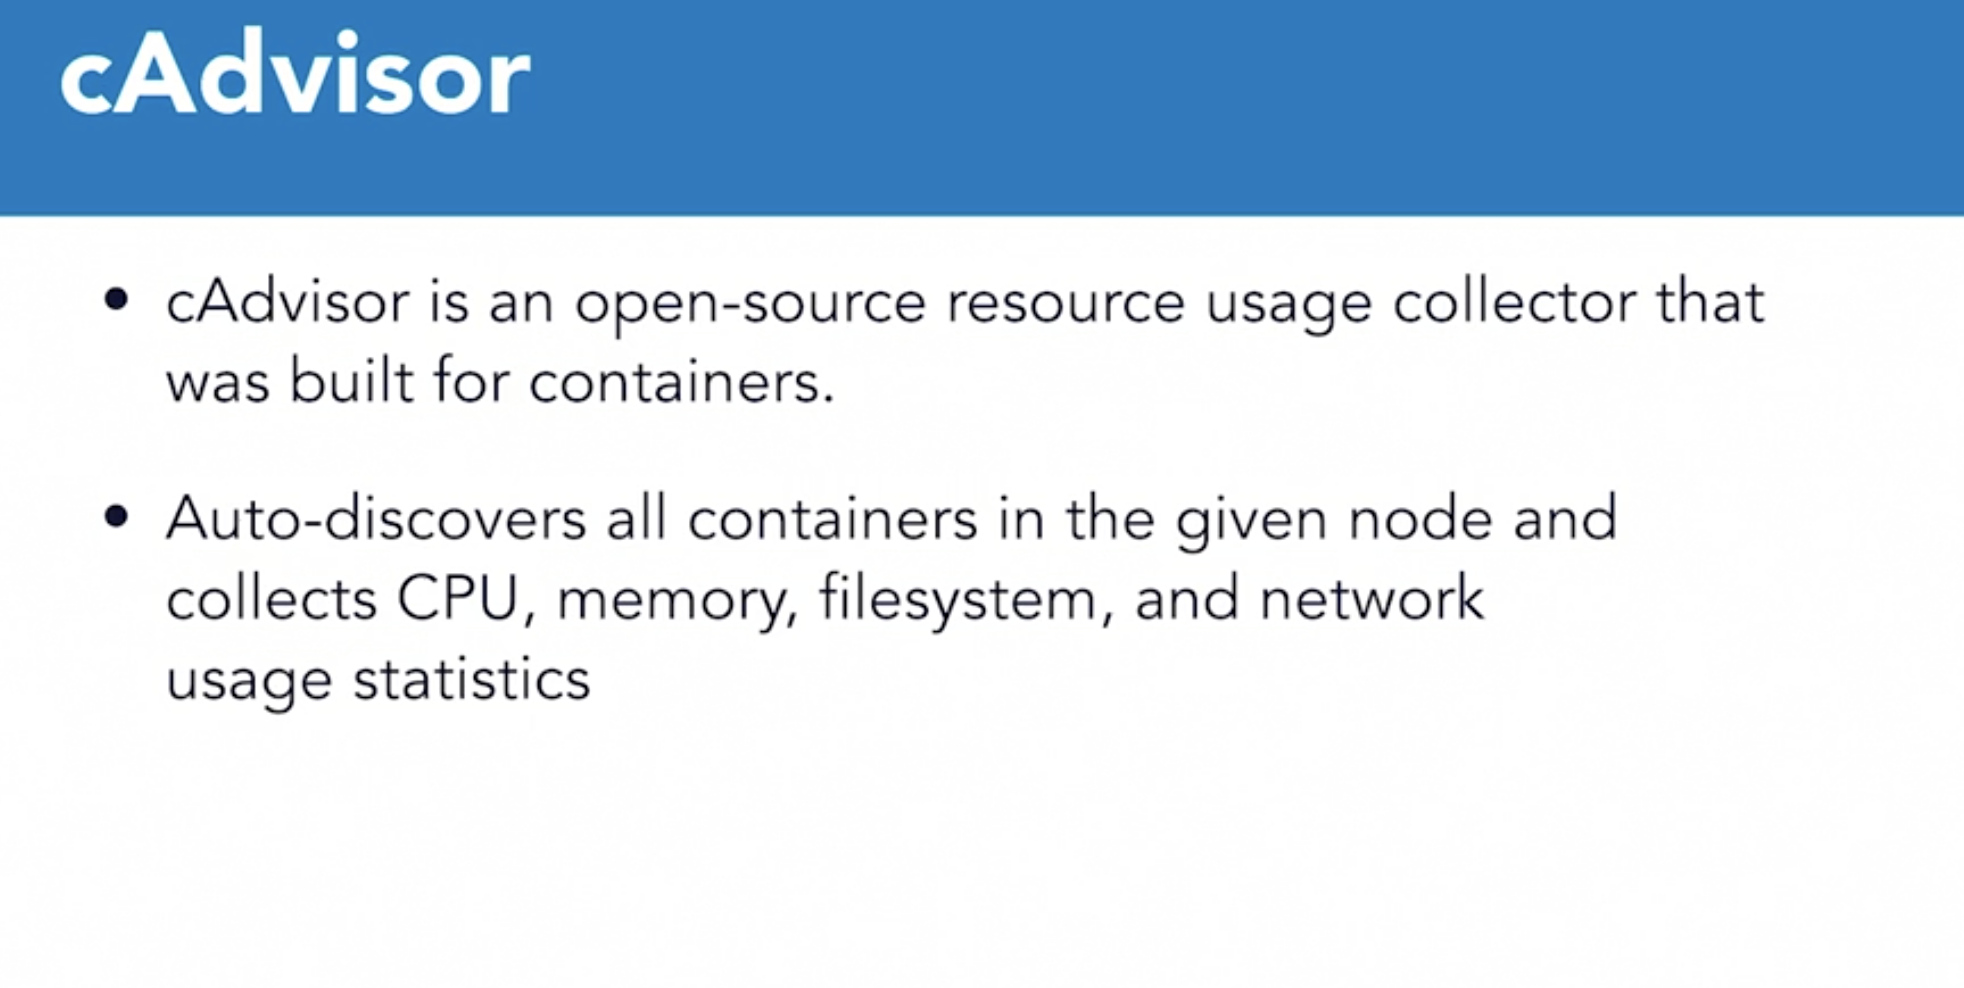 cAdvisor
• cAdvisor is an open-source resource usage collector that
was built for containers.
• Auto-discovers all containers in the given node and
collects CPU, memory, filesystem, and network
usage statistics